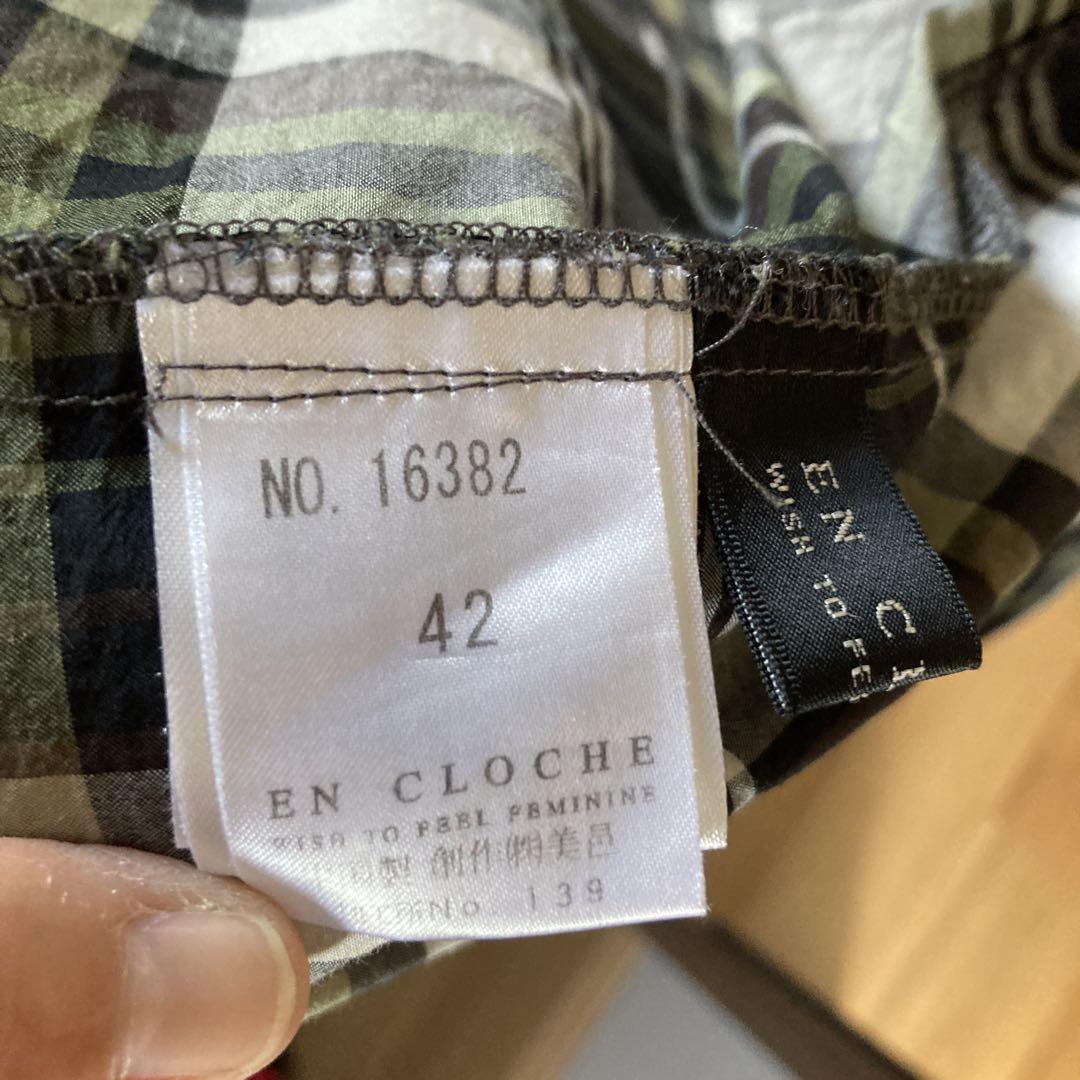 NO. 16382
42
EN CLOCHE
WISH TO FEEL FEMININE
製 創作㈱美邑
No. 139
EN C
WISH TO FE